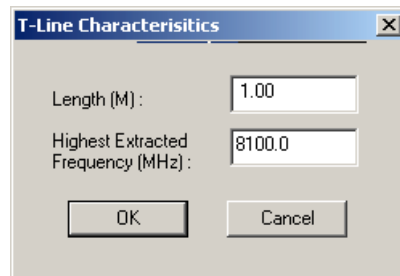 T-Line Characterisitics
Length (M) :
1.00
Highest Extracted
Frequency (MHz) :
8100.0
OK
Cancel